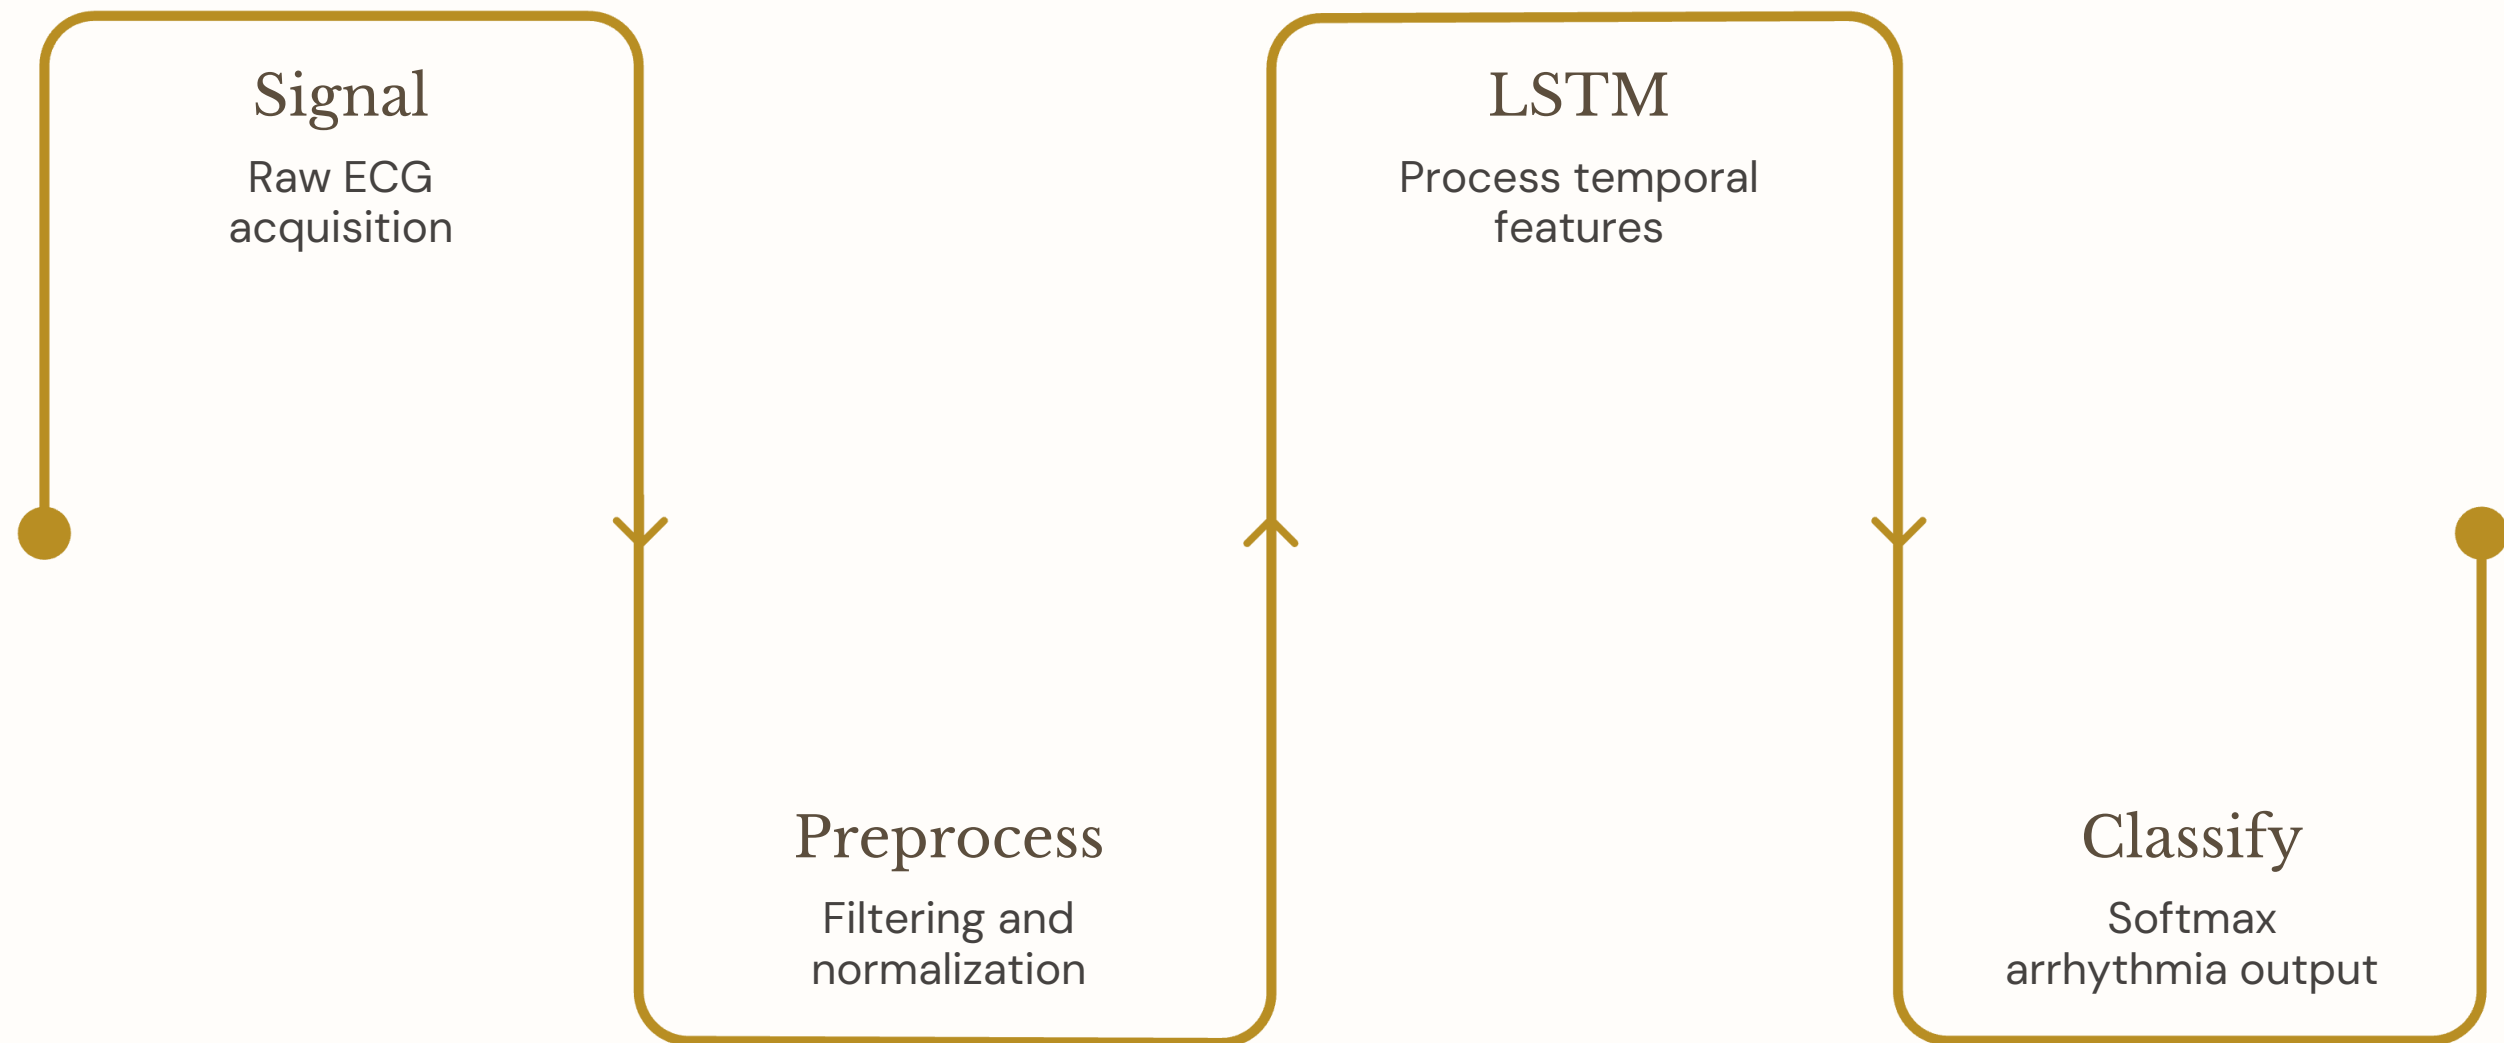 Signal
Raw ECG
acquisition
Preprocess
Filtering and
normalization
LSTM
Process temporal
features
Classify
Softmax
arrhythmia output